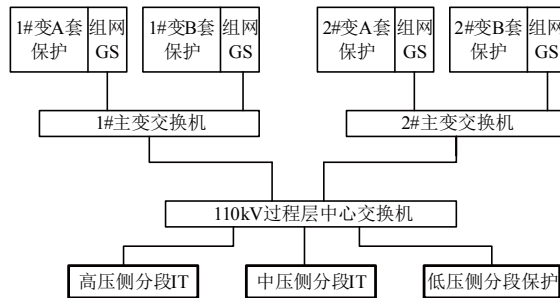 1#变A套
保护
组网
GS
1#变B套
保护
组网
GS
2#变A套
保护
组网
GS
2#变B套
保护
组网
GS
1#主变交换机
2#主变交换机
110kV过程层中心交换机
高压侧分段IT
中压侧分段IT
低压侧分段保护